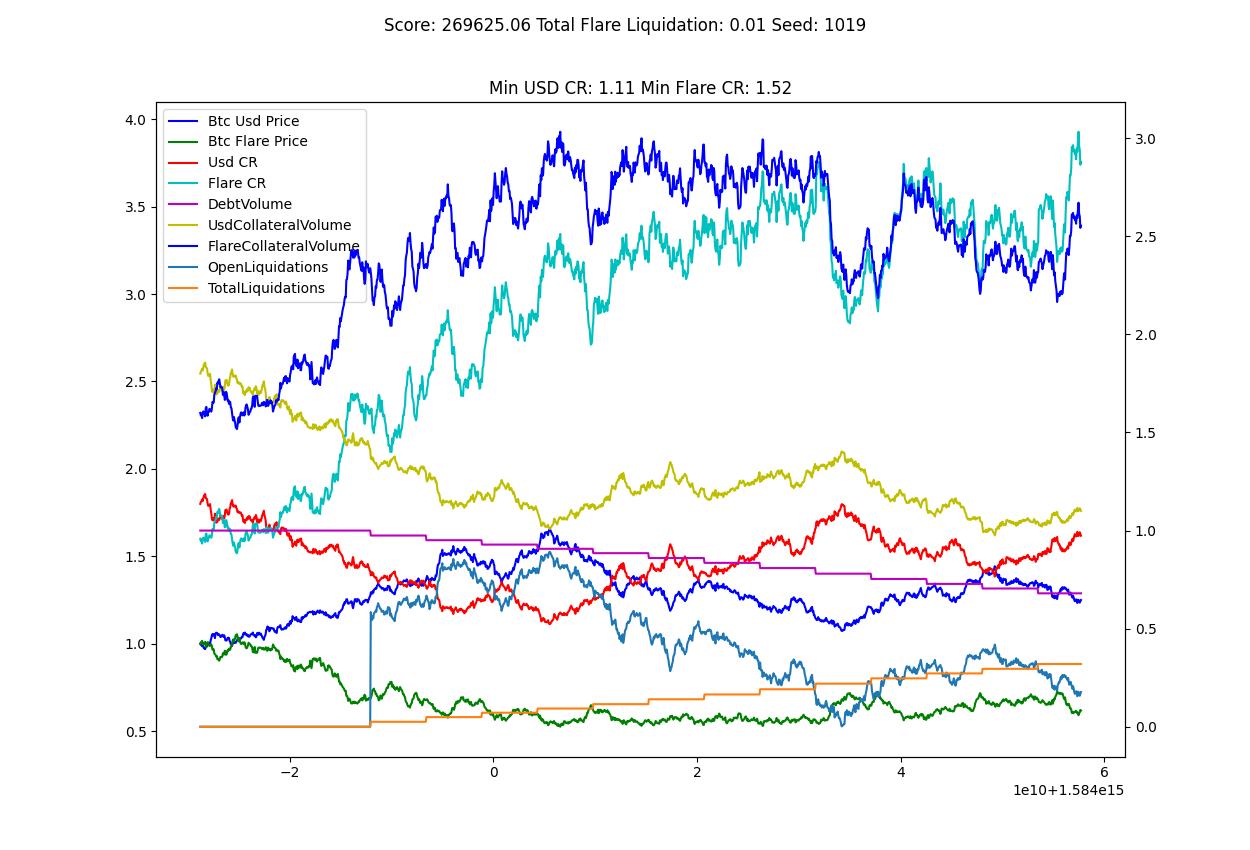 Score: 269625.06 Total Flare Liquidation: 0.01 Seed: 1019
Min USD CR: 1.11 Min Flare CR: 1.52
Btc Usd Price
Btc Flare Price
Usd CR
Flare CR
DebtVolume
UsdCollateralVolume
FlareCollateralVolume
OpenLiquidations
TotalLiquidations
4.0
3.5
3.0
2.5
2.0
1.5
1.0
0.5
3.0
2.5
2.0
1.5
1.0
0.5
0.0
−2 0 2 4 6
1e10+1.584e15